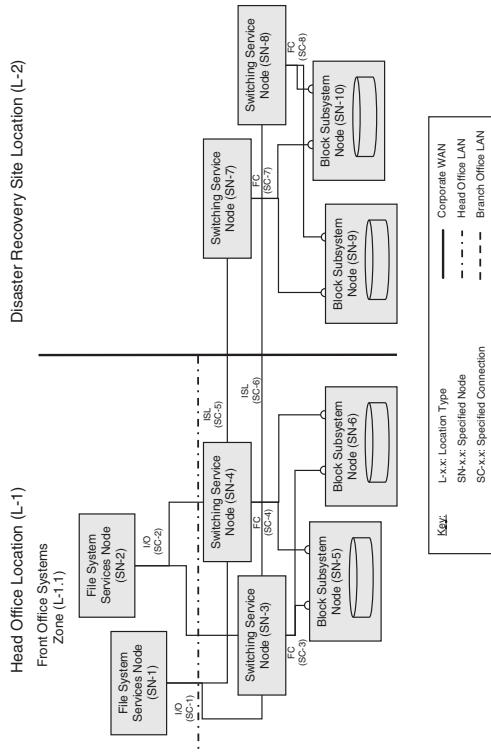 Head Office Location (L-1)
Disaster Recovery Site Location (L-2)
Front Office Systems
Zone (L-1.1)
File System
Services Node
(SN-1)
File System
Services Node
(SN-2)
I/O
(SC-1)
I/O
(SC-2)
Switching Service
Node (SN-3)
Switching Service
Node (SN-4)
ISL
(SC-5)
ISL
(SC-6)
Switching Service
Node (SN-7)
Switching Service
Node (SN-8)
FC
(SC-3)
FC
(SC-4)
FC
(SC-7)
FC
(SC-8)
Block Subsystem
Node (SN-5)
Block Subsystem
Node (SN-6)
Block Subsystem
Node (SN-9)
Block Subsystem
Node (SN-10)
Key:
L-x.x: Location Type
SN-x.x: Specified Node
SC-x.x: Specified Connection
Corporate WAN
Head Office LAN
Branch Office LAN